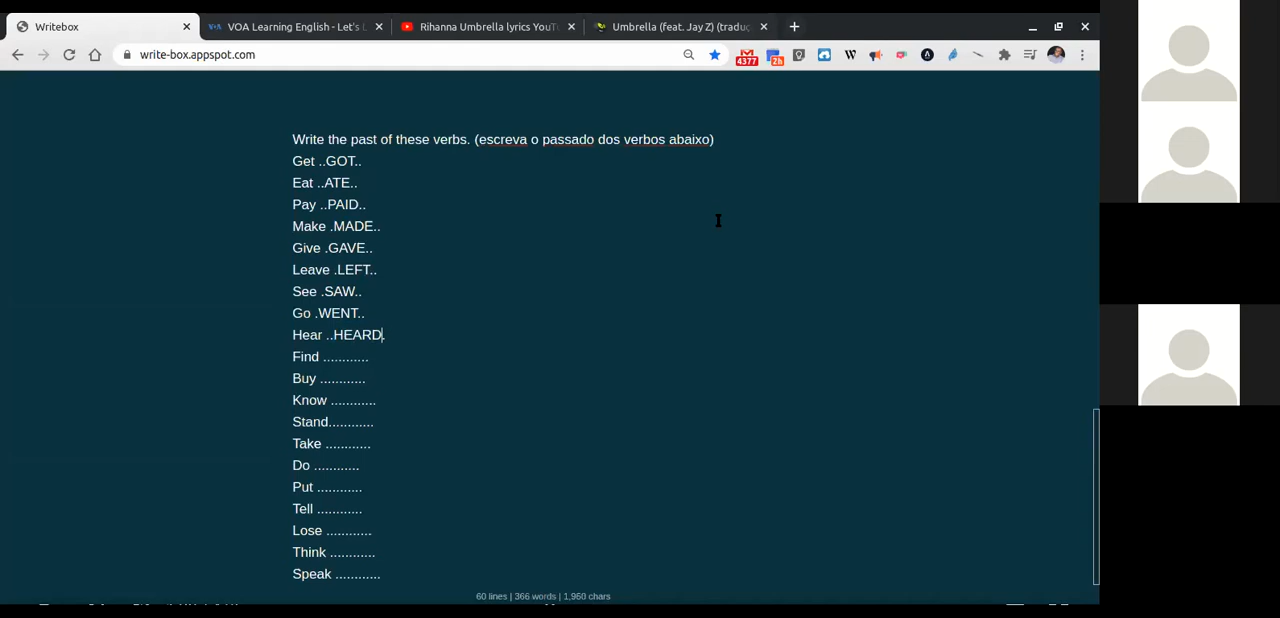 Writebox
VOA Learning English - Let's L
Rihanna Umbrella lyrics YouTu
Umbrella (feat. Jay Z) (traduç
write-box.appspot.com
4377
2h
W
Write the past of these verbs. (escreva o passado dos verbos abaixo)
Get ..GOT..
Eat ..ATE..
Pay ..PAID..
Make .MADE..
Give .GAVE..
Leave .LEFT..
See .SAW..
Go .WENT..
Hear ..HEARD.
Find ............
Buy ............
Know ............
Stand............
Take ............
Do ............
Put ............
Tell ............
Lose ............
Think ............
Speak ............
60 lines | 366 words | 1,960 chars